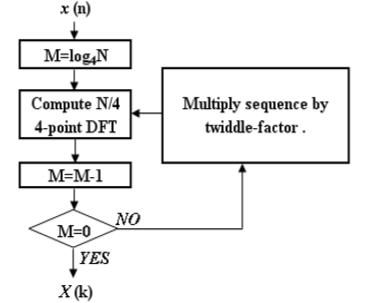 x (n)
M=log₄N
Compute N/4
4-point DFT
Multiply sequence by
twiddle-factor .
M=M-1
M=0
NO
YES
X (k)